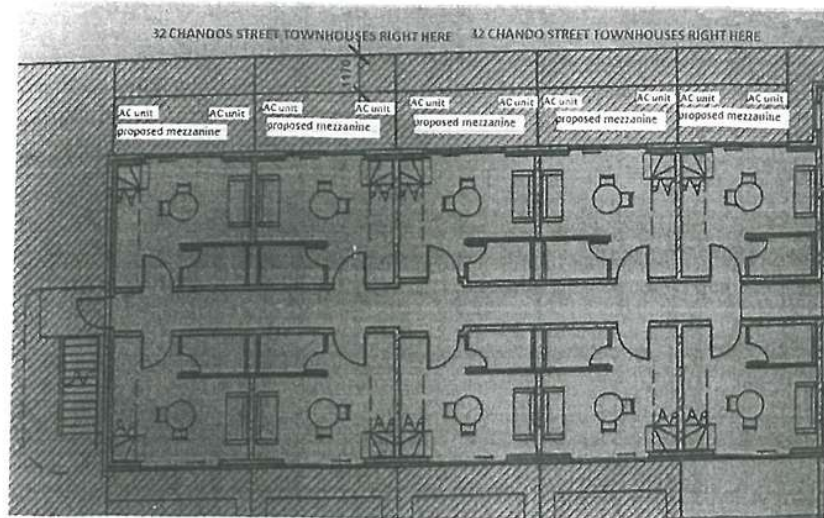 32 CHANDOS STREET TOWNHOUSES RIGHT HERE 32 CHANDO STREET TOWNHOUSES RIGHT HERE
1170
AC unit AC unit AC unit AC unit AC unit AC unit AC unit AC unit AC unit AC unit
proposed mezzanine proposed mezzanine proposed mezzanine proposed mezzanine proposed mezzanine